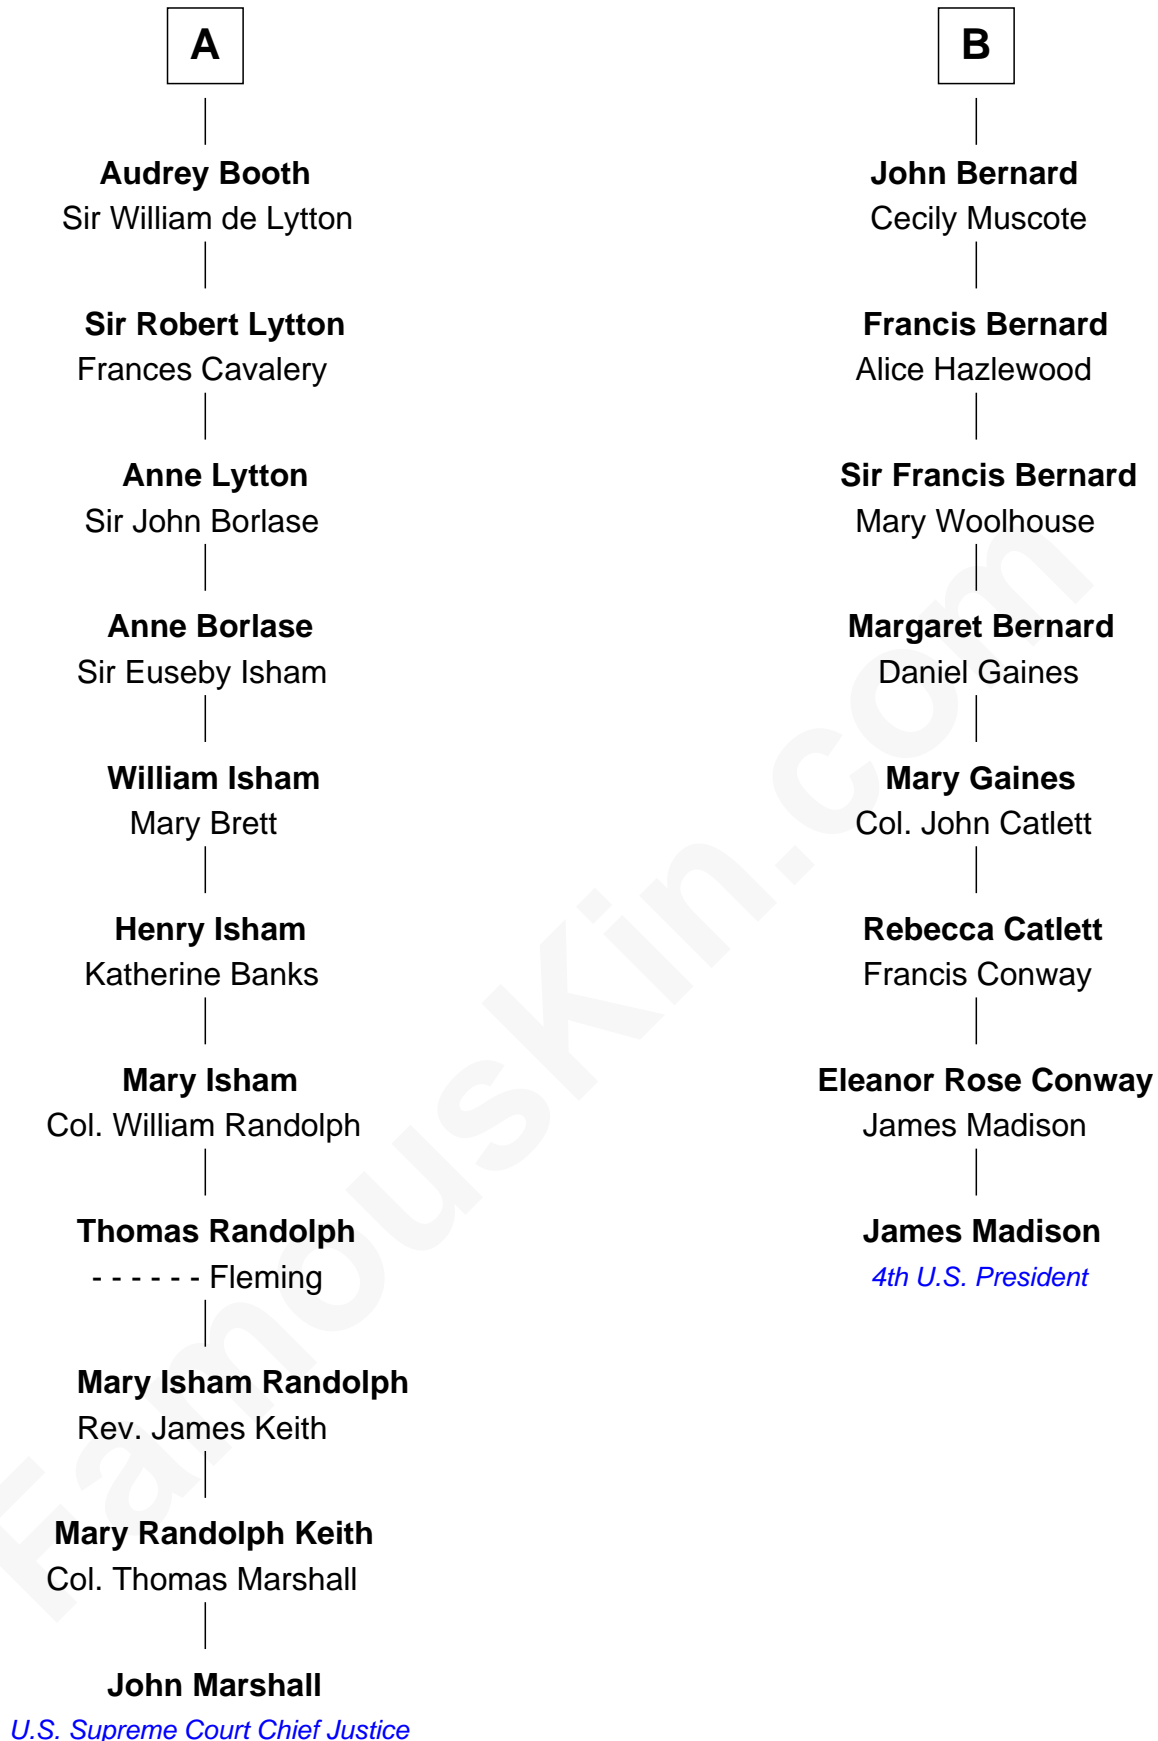 A
Audrey Booth
Sir William de Lytton
Sir Robert Lytton
Frances Cavalery
Anne Lytton
Sir John Borlase
Anne Borlase
Sir Euseby Isham
William Isham
Mary Brett
Henry Isham
Katherine Banks
Mary Isham
Col. William Randolph
Thomas Randolph
- - - - - - Fleming
Mary Isham Randolph
Rev. James Keith
Mary Randolph Keith
Col. Thomas Marshall
John Marshall
U.S. Supreme Court Chief Justice
B
John Bernard
Cecily Muscote
Francis Bernard
Alice Hazlewood
Sir Francis Bernard
Mary Woolhouse
Margaret Bernard
Daniel Gaines
Mary Gaines
Col. John Catlett
Rebecca Catlett
Francis Conway
Eleanor Rose Conway
James Madison
James Madison
4th U.S. President
FamousKin.com